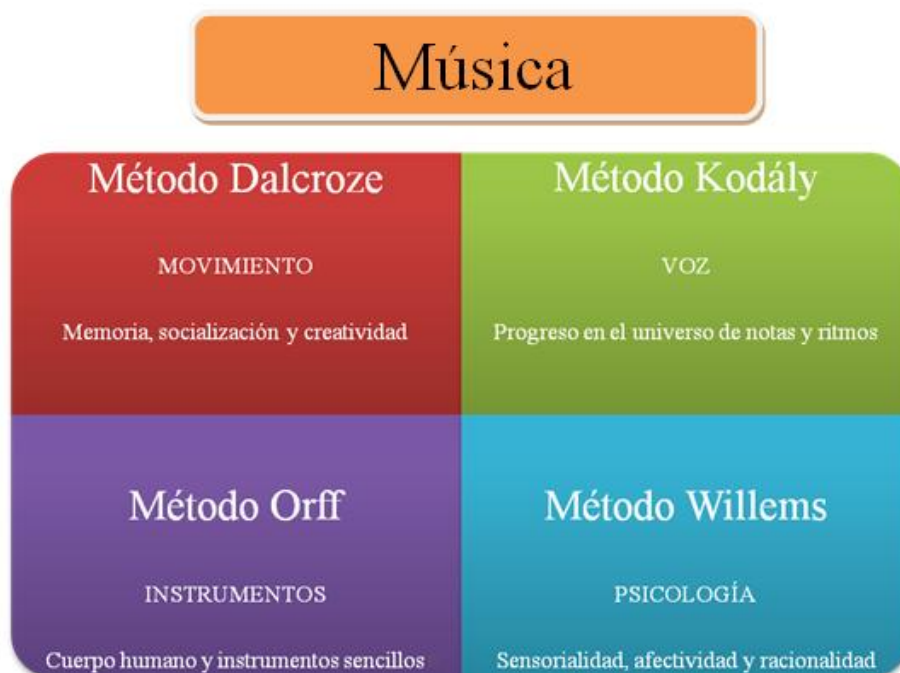 Música
Método Dalcroze
MOVIMIENTO
Memoria, socialización y creatividad
Método Kodály
VOZ
Progreso en el universo de notas y ritmos
Método Orff
INSTRUMENTOS
Cuerpo humano y instrumentos sencillos
Método Willems
PSICOLOGÍA
Sensorialidad, afectividad y racionalidad